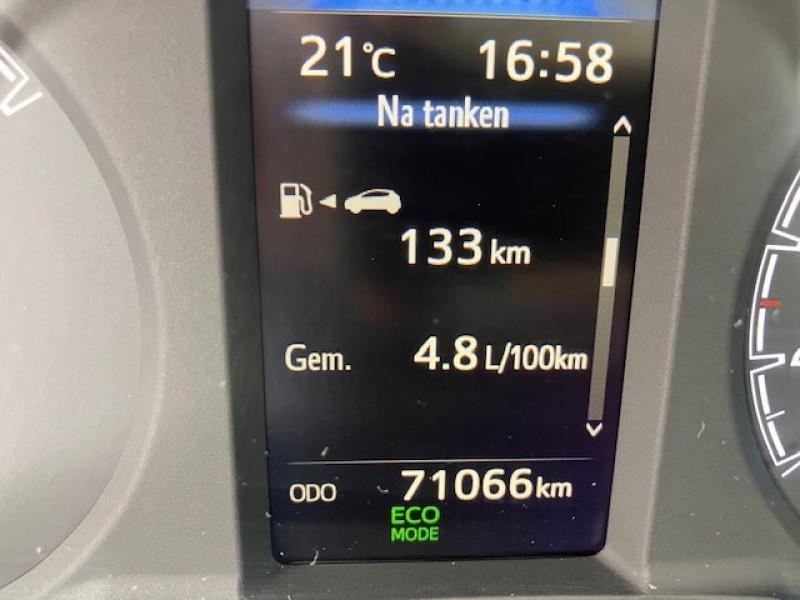 21°C 16:58
Na tanken
133 km
Gem. 4.8 L/100km
ODO 71066 km
ECO
MODE